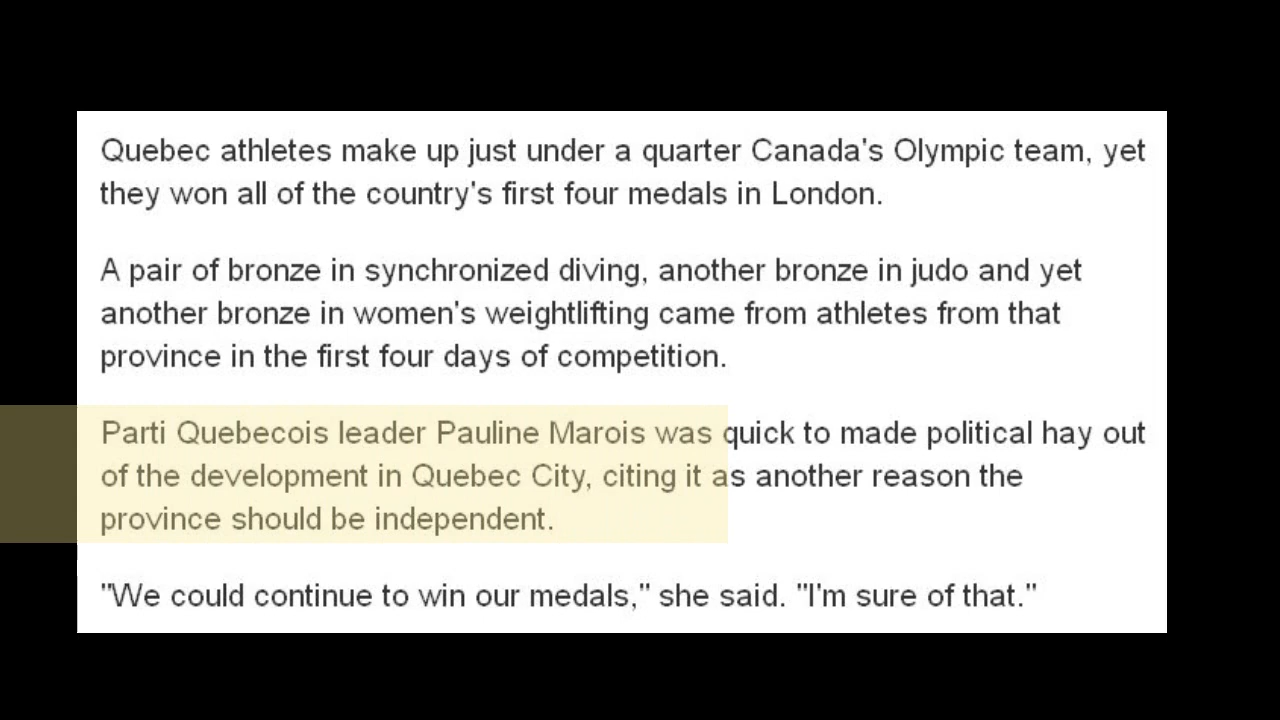 Quebec athletes make up just under a quarter Canada's Olympic team, yet
they won all of the country's first four medals in London.
A pair of bronze in synchronized diving, another bronze in judo and yet
another bronze in women's weightlifting came from athletes from that
province in the first four days of competition.
Parti Quebecois leader Pauline Marois was quick to made political hay out
of the development in Quebec City, citing it as another reason the
province should be independent.
"We could continue to win our medals," she said. "I'm sure of that."